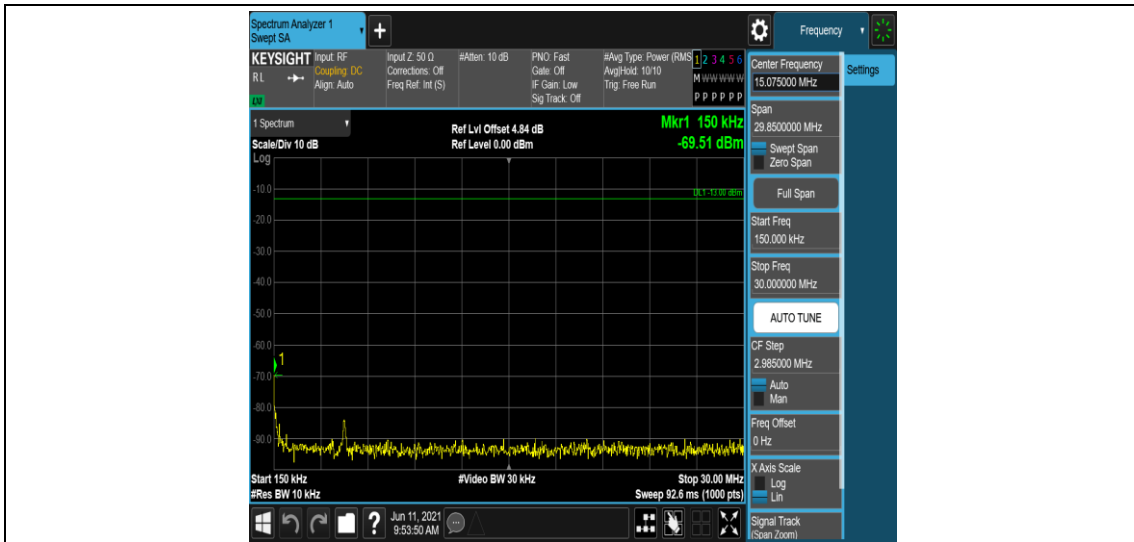 Spectrum Analyzer 1
Swept SA
+
Frequency
KEYSIGHT
RL
LXI
Input: RF
Coupling: DC
Align: Auto
Input Z: 50 Ω
Corrections: Off
Freq Ref: Int (S)
#Atten: 10 dB
PNO: Fast
Gate: Off
IF Gain: Low
Sig Track: Off
#Avg Type: Power (RMS
Avg|Hold: 10/10
Trig: Free Run
1 2 3 4 5 6
M W W W W W
P P P P P P
1 Spectrum
Scale/Div 10 dB
Log
Ref Lvl Offset 4.84 dB
Ref Level 0.00 dBm
Mkr1 150 kHz
-69.51 dBm
DL1 -13.00 dBm
-10.0
-20.0
-30.0
-40.0
-50.0
-60.0
1
-70.0
-80.0
-90.0
Start 150 kHz
#Res BW 10 kHz
#Video BW 30 kHz
Stop 30.00 MHz
Sweep 92.6 ms (1000 pts)
?
Jun 11, 2021
9:53:50 AM
Center Frequency
15.075000 MHz
Settings
Span
29.8500000 MHz
Swept Span
Zero Span
Full Span
Start Freq
150.000 kHz
Stop Freq
30.000000 MHz
AUTO TUNE
CF Step
2.985000 MHz
Auto
Man
Freq Offset
0 Hz
X Axis Scale
Log
Lin
Signal Track
(Span Zoom)